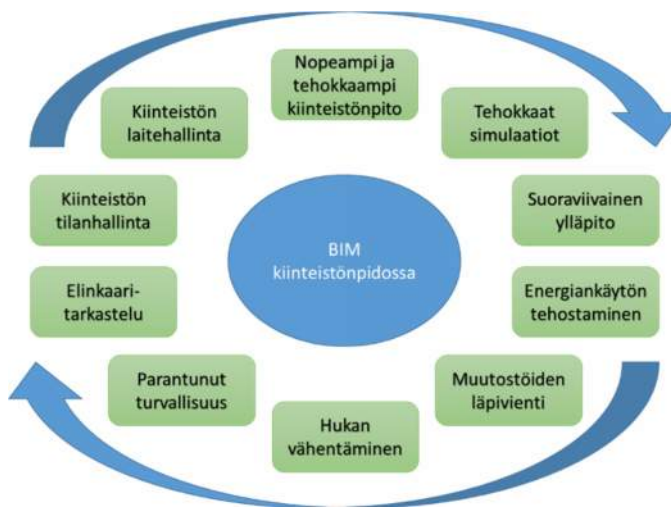 Nopeampi ja
tehokkaampi
kiinteistönpito
Kiinteistön
laitehallinta
Tehokkaat
simulaatiot
Kiinteistön
tilanhallinta
Suoraviivainen
ylläpito
BIM
kiinteistönpidossa
Elinkaari-
tarkastelu
Energiankäytön
tehostaminen
Parantunut
turvallisuus
Muutostöiden
läpivienti
Hukan
vähentäminen